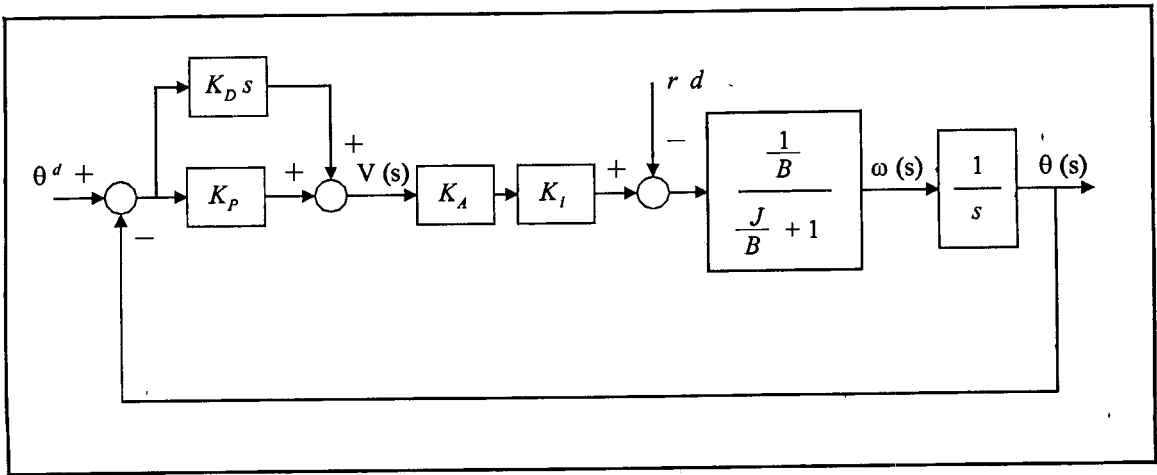 K_D s
r d
θ^d + K_P + + V (s) K_A K_i + − 1/B / J/B + 1 ω (s) 1/s θ (s)
−